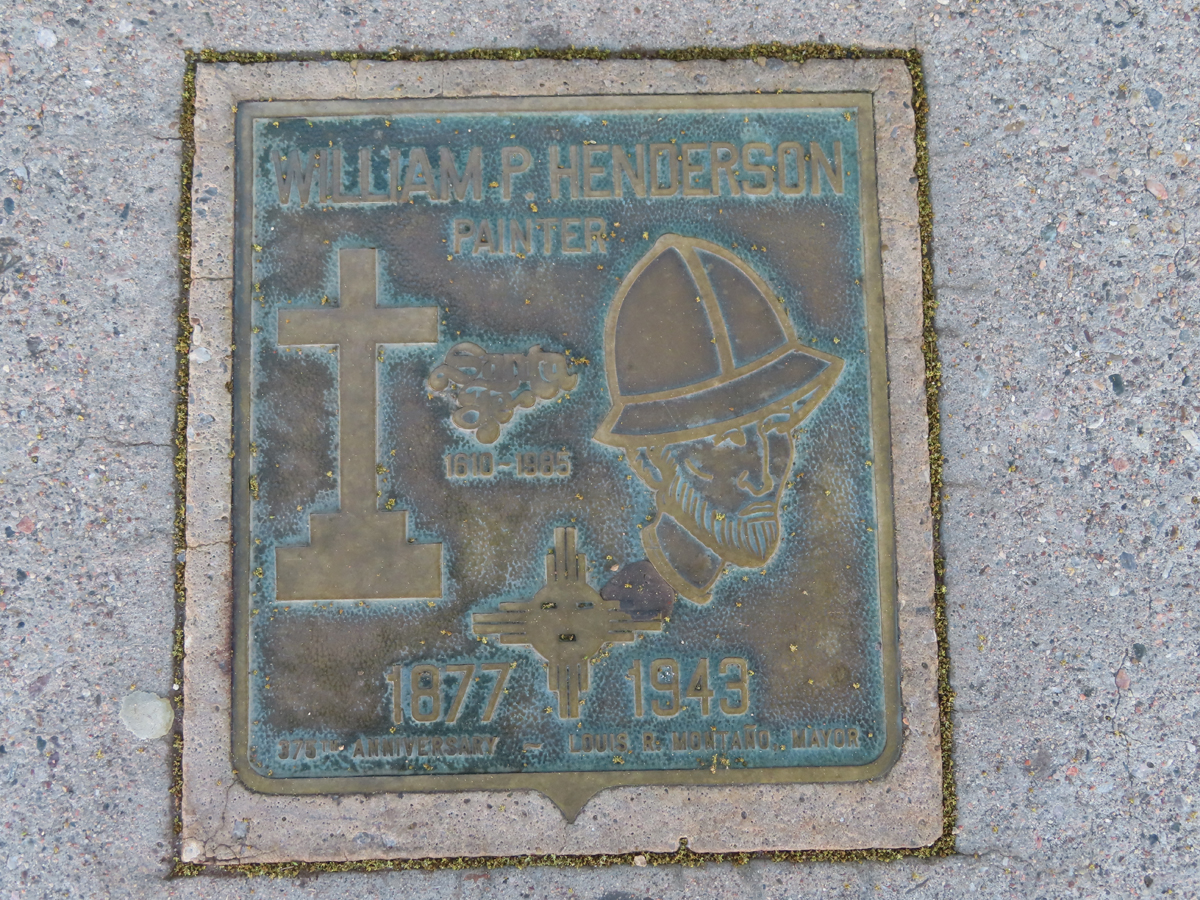 WILLIAM P. HENDERSON
PAINTER
Santa
Fe
1610-1985
1877 1943
375TH ANNIVERSARY - LOUIS R. MONTAÑO, MAYOR